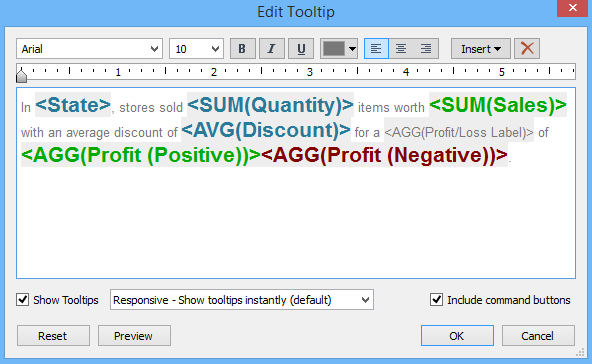 Edit Tooltip
Arial 10 B I U Insert
1 2 3 4 5
In <State>, stores sold <SUM(Quantity)> items worth <SUM(Sales)>
with an average discount of <AVG(Discount)> for a <AGG(Profit/Loss Label)> of
<AGG(Profit (Positive))><AGG(Profit (Negative))>.
Show Tooltips Responsive - Show tooltips instantly (default) Include command buttons
Reset Preview OK Cancel